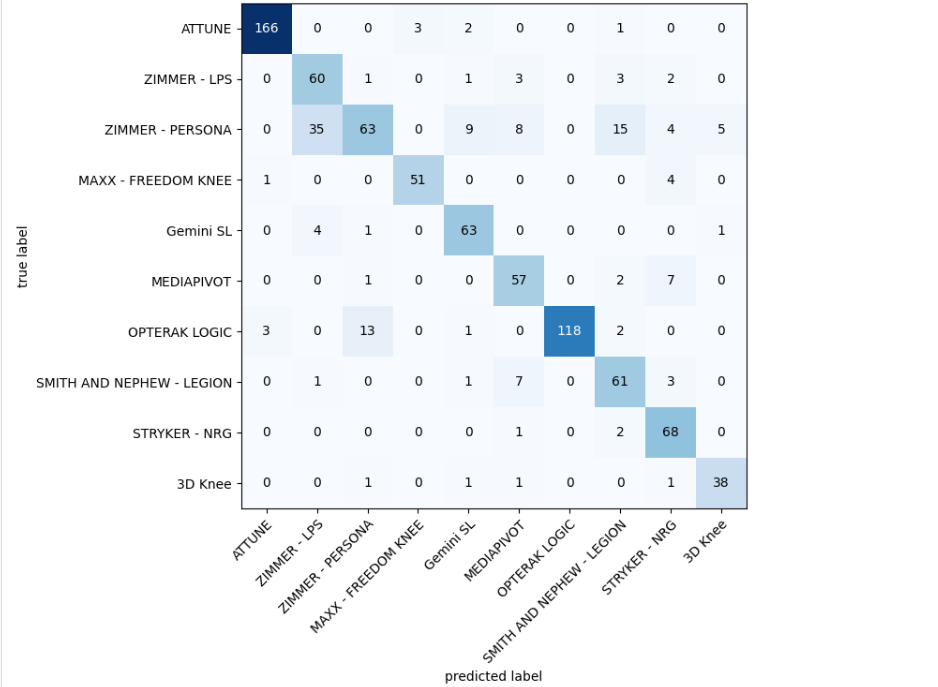 ATTUNE 166 0 0 3 2 0 0 1 0 0
ZIMMER - LPS 0 60 1 0 1 3 0 3 2 0
ZIMMER - PERSONA 0 35 63 0 9 8 0 15 4 5
MAXX - FREEDOM KNEE 1 0 0 51 0 0 0 0 4 0
Gemini SL 0 4 1 0 63 0 0 0 0 1
MEDIAPIVOT 0 0 1 0 0 57 0 2 7 0
OPTERAK LOGIC 3 0 13 0 1 0 118 2 0 0
SMITH AND NEPHEW - LEGION 0 1 0 0 1 7 0 61 3 0
STRYKER - NRG 0 0 0 0 0 1 0 2 68 0
3D Knee 0 0 1 0 1 1 0 0 1 38
true label
ATTUNE
ZIMMER - LPS
ZIMMER - PERSONA
MAXX - FREEDOM KNEE
Gemini SL
MEDIAPIVOT
OPTERAK LOGIC
SMITH AND NEPHEW - LEGION
STRYKER - NRG
3D Knee
predicted label